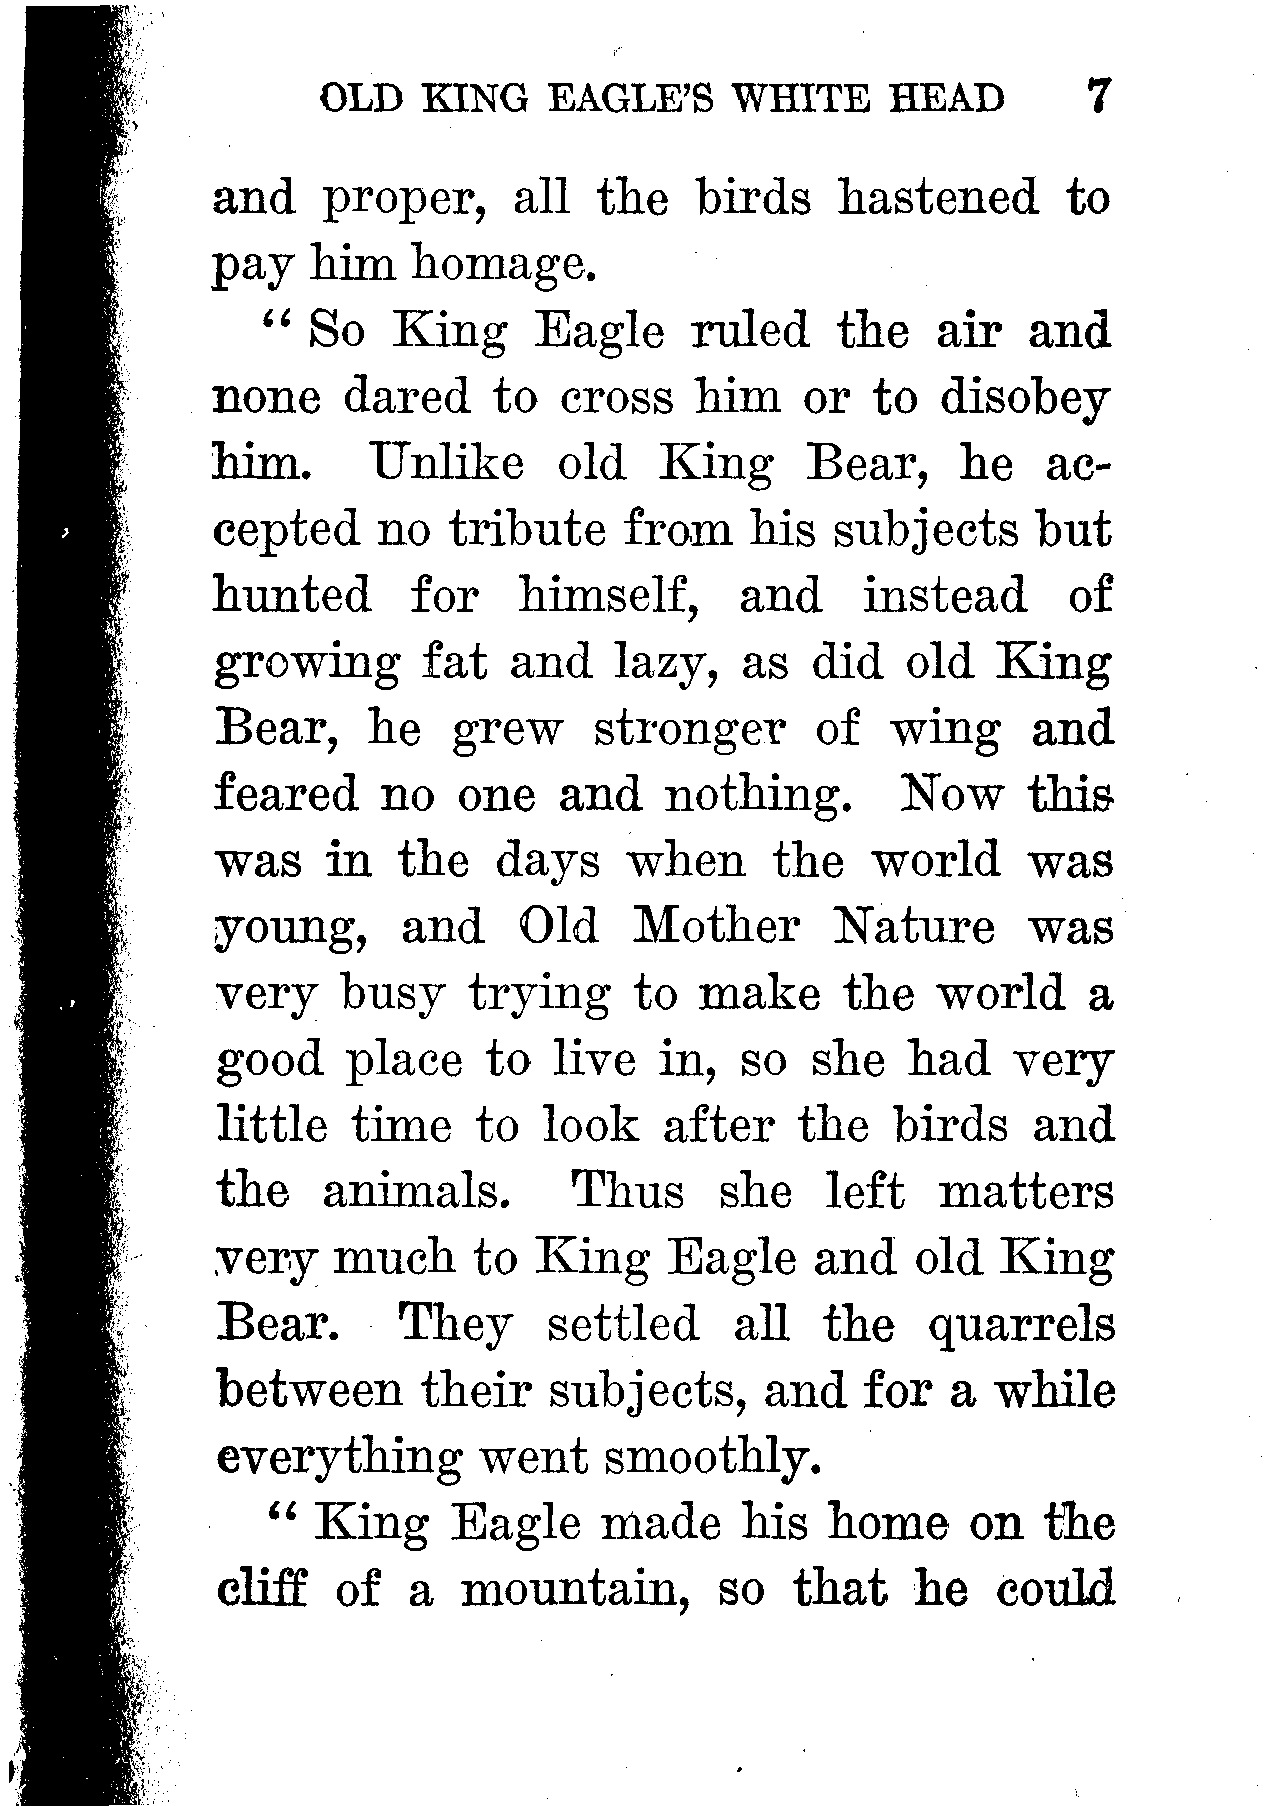 OLD KING EAGLE'S WHITE HEAD 7
and proper, all the birds hastened to
pay him homage.
" So King Eagle ruled the air and
none dared to cross him or to disobey
him. Unlike old King Bear, he ac-
cepted no tribute from his subjects but
hunted for himself, and instead of
growing fat and lazy, as did old King
Bear, he grew stronger of wing and
feared no one and nothing. Now this
was in the days when the world was
young, and Old Mother Nature was
very busy trying to make the world a
good place to live in, so she had very
little time to look after the birds and
the animals. Thus she left matters
very much to King Eagle and old King
Bear. They settled all the quarrels
between their subjects, and for a while
everything went smoothly.
" King Eagle made his home on the
cliff of a mountain, so that he could